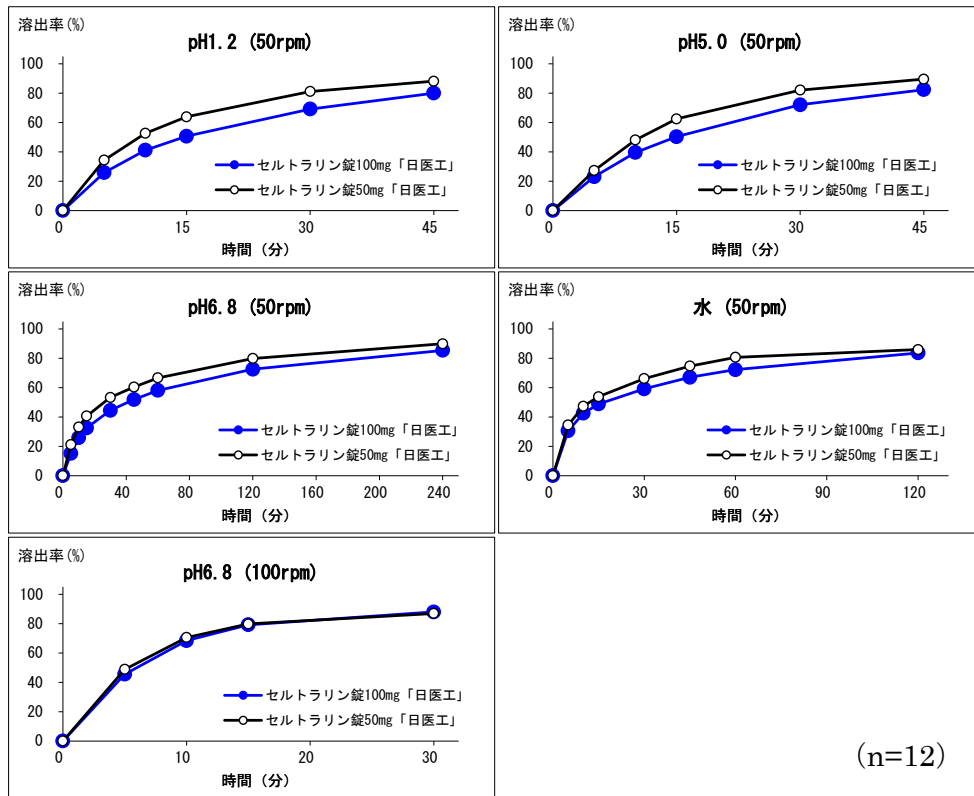 溶出率(%)
pH1.2 (50rpm)
100
80
60
40
20
0
セルトラリン錠100mg「日医工」
セルトラリン錠50mg「日医工」
0 15 30 45
時間（分）
溶出率(%)
pH5.0 (50rpm)
100
80
60
40
20
0
セルトラリン錠100mg「日医工」
セルトラリン錠50mg「日医工」
0 15 30 45
時間（分）
溶出率(%)
pH6.8 (50rpm)
100
80
60
40
20
0
セルトラリン錠100mg「日医工」
セルトラリン錠50mg「日医工」
0 40 80 120 160 200 240
時間（分）
溶出率(%)
水 (50rpm)
100
80
60
40
20
0
セルトラリン錠100mg「日医工」
セルトラリン錠50mg「日医工」
0 30 60 90 120
時間（分）
溶出率(%)
pH6.8 (100rpm)
100
80
60
40
20
0
セルトラリン錠100mg「日医工」
セルトラリン錠50mg「日医工」
0 10 20 30
時間（分）
(n=12)